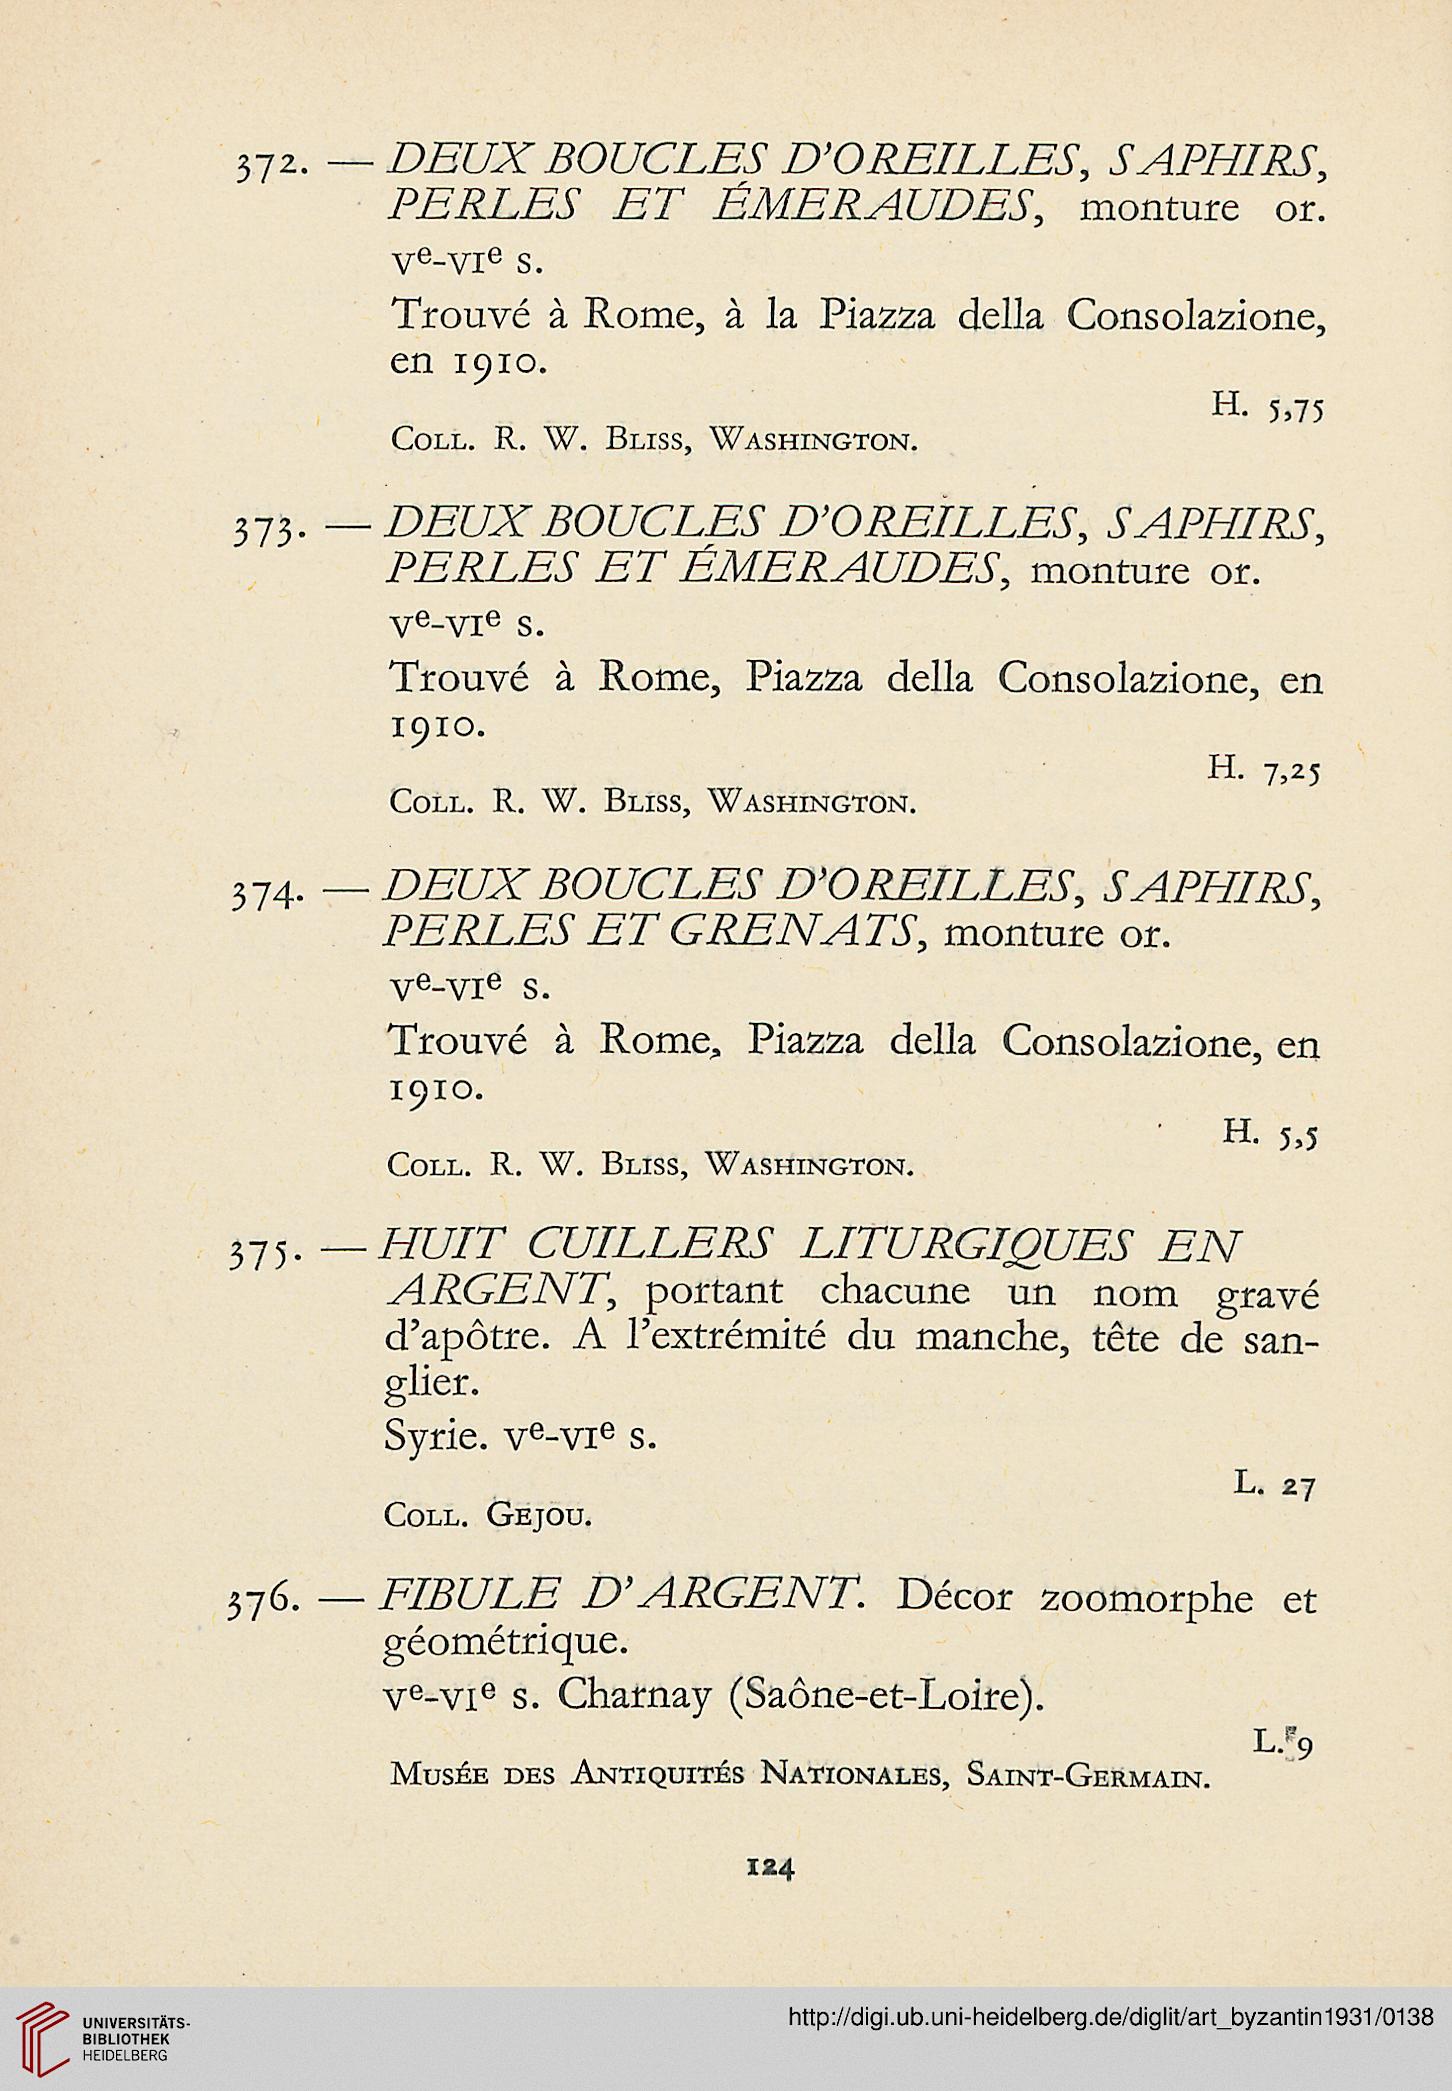 372. — DEUX BOUCLES D'OREILLES, SAPHIRS,
PERLES ET ÉMERAUDES, monture or.
Ve-VIe s.
Trouvé à Rome, à la Piazza della Consolazione,
en 1910.
H. 5,75
Coll. R. W. Bliss, Washington.
373. — DEUX BOUCLES D'OREILLES, SAPHIRS,
PERLES ET ÉMERAUDES, monture or.
Ve-VIe s.
Trouvé à Rome, Piazza della Consolazione, en
1910.
H. 7,25
Coll. R. W. Bliss, Washington.
374. — DEUX BOUCLES D'OREILLES, SAPHIRS,
PERLES ET GRENATS, monture or.
Ve-VIe s.
Trouvé à Rome, Piazza della Consolazione, en
1910.
H. 5,5
Coll. R. W. Bliss, Washington.
375. — HUIT CUILLERS LITURGIQUES EN
ARGENT, portant chacune un nom gravé
d'apôtre. A l'extrémité du manche, tête de san-
glier.
Syrie. Ve-VIe s.
L. 27
Coll. Gejou.
376. — FIBULE D'ARGENT. Décor zoomorphe et
géométrique.
Ve-VIe s. Charnay (Saône-et-Loire).
L. 9
Musée des Antiquités Nationales, Saint-Germain.
124
UNIVERSITÄTS-
BIBLIOTHEK
HEIDELBERG
http://digi.ub.uni-heidelberg.de/diglit/art_byzantin1931/0138